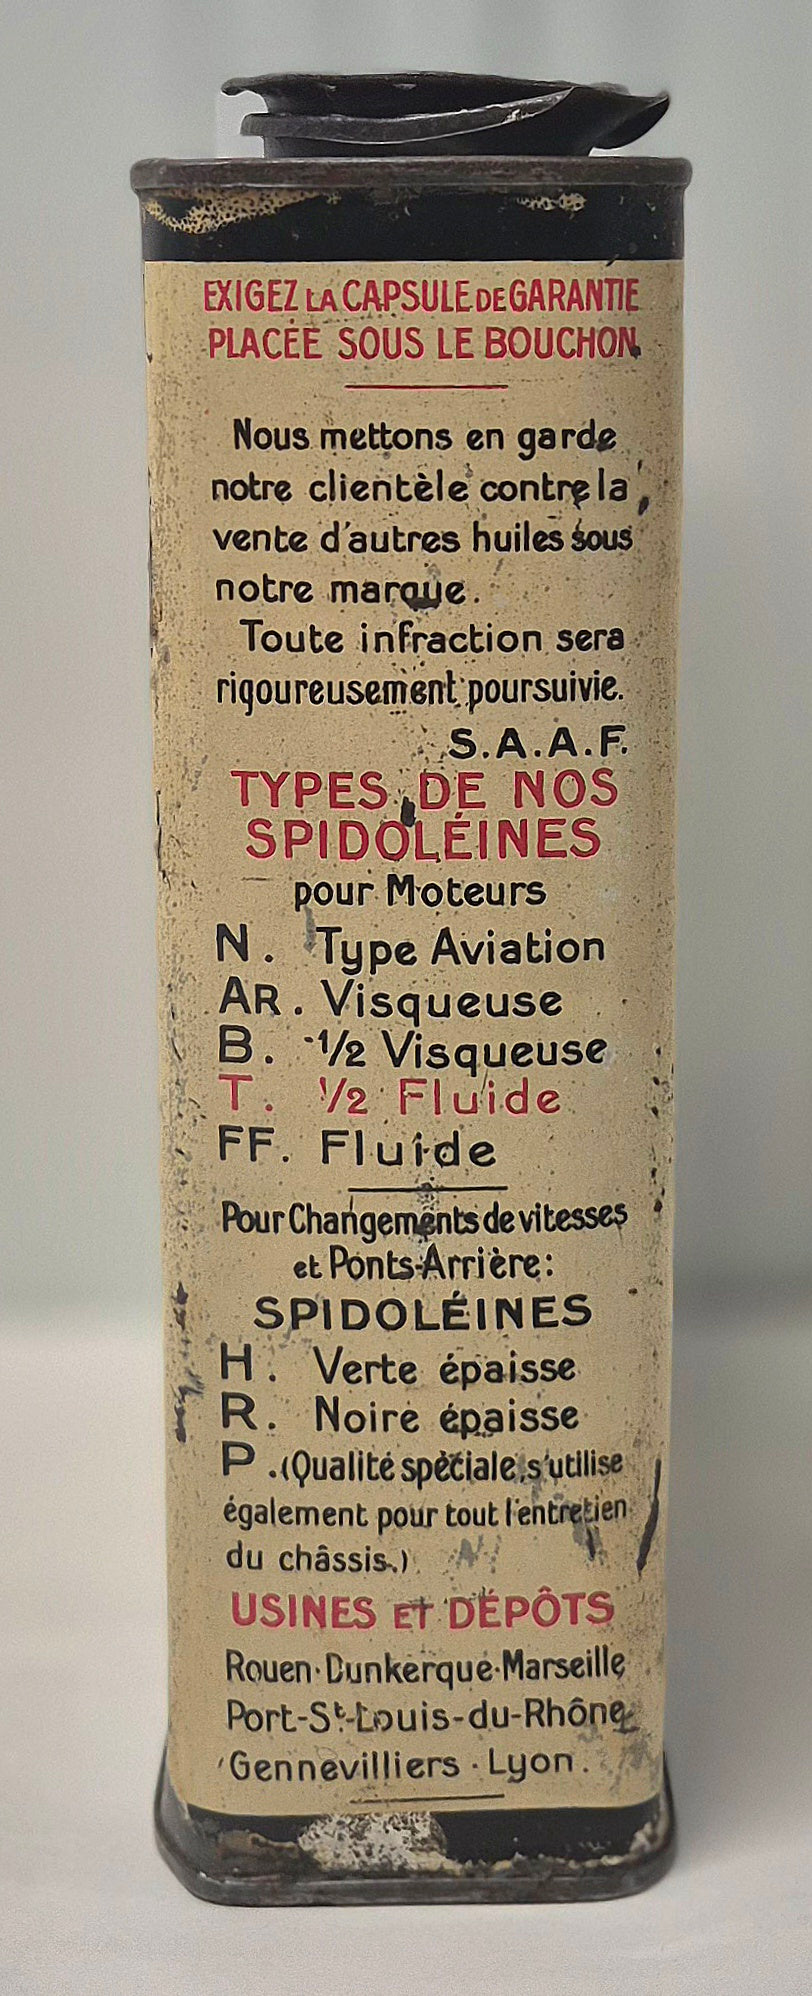 EXIGEZ LA CAPSULE DE GARANTIE
PLACÉE SOUS LE BOUCHON
Nous mettons en garde
notre clientèle contre la
vente d'autres huiles sous
notre marque.
Toute infraction sera
rigoureusement poursuivie.
S.A.A.F.
TYPES DE NOS
SPIDOLÉINES
pour Moteurs
N. Type Aviation
AR. Visqueuse
B. 1/2 Visqueuse
T. 1/2 Fluide
FF. Fluide
Pour Changements de vitesses
et Ponts-Arrière:
SPIDOLÉINES
H. Verte épaisse
R. Noire épaisse
P. (Qualité spéciale, s'utilise
également pour tout l'entretien
du châssis.)
USINES ET DÉPÔTS
Rouen·Dunkerque·Marseille
Port-St-Louis-du-Rhône
Gennevilliers · Lyon.